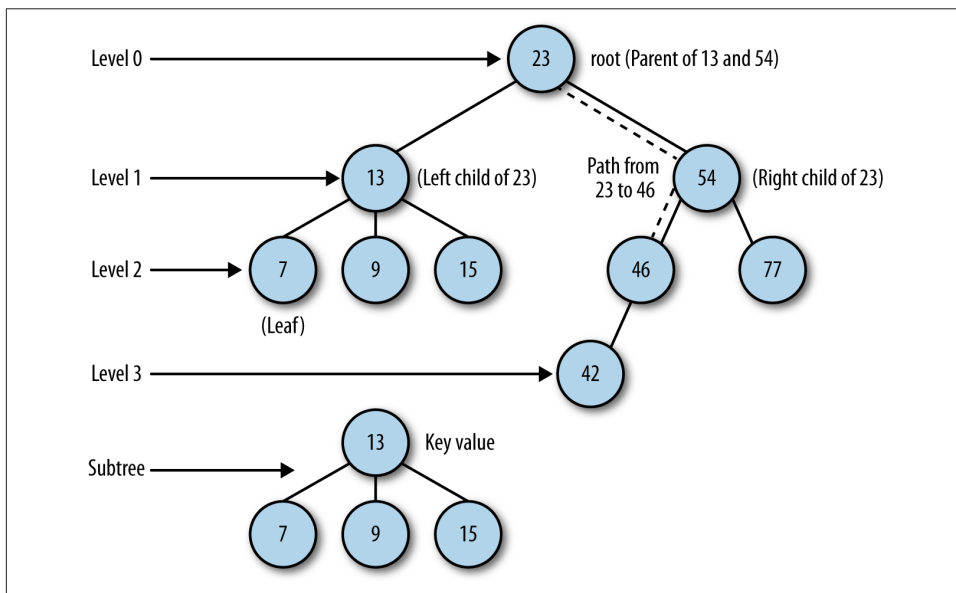 Level 0
23
root (Parent of 13 and 54)
Level 1
13
(Left child of 23)
Path from
23 to 46
54
(Right child of 23)
Level 2
7
9
15
46
77
(Leaf)
Level 3
42
13
Key value
Subtree
7
9
15